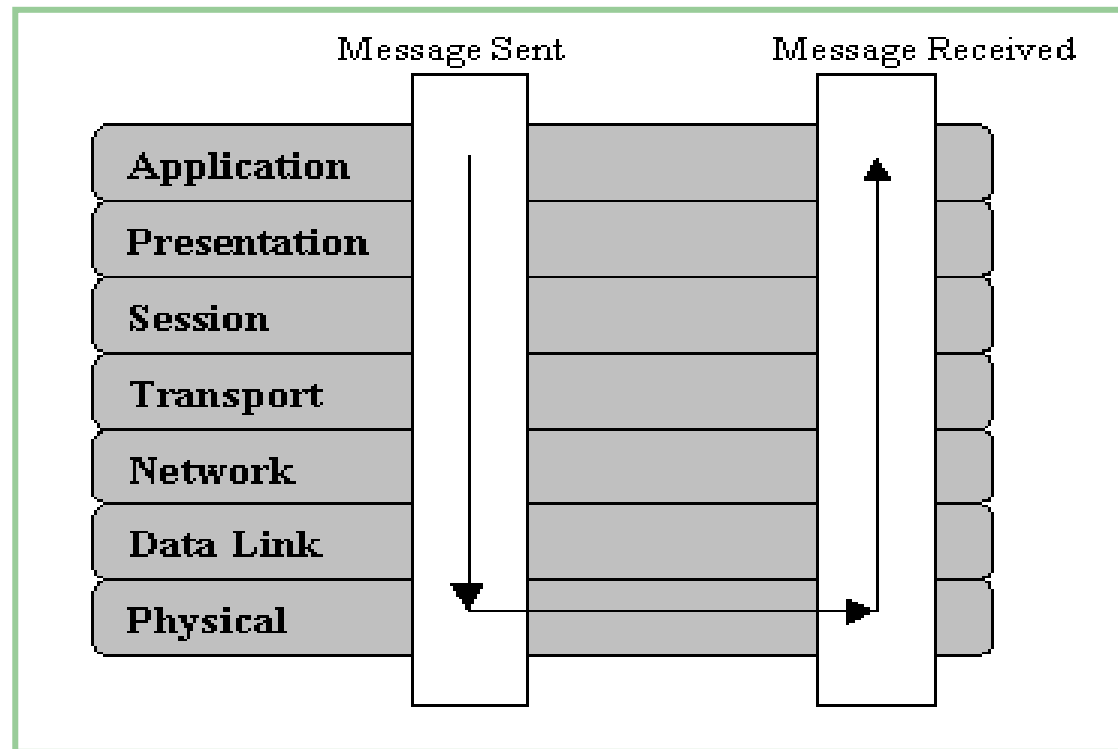 Message Sent
Message Received
Application
Presentation
Session
Transport
Network
Data Link
Physical